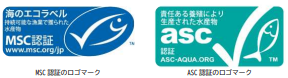 海のエコラベル
持続可能な漁業で獲られた
水産物
MSC認証
www.msc.org/jp
TM
MSC 認証のロゴマーク
責任ある養殖により
生産された水産物
asc
認証
ASC-AQUA.ORG
TM
ASC 認証のロゴマーク